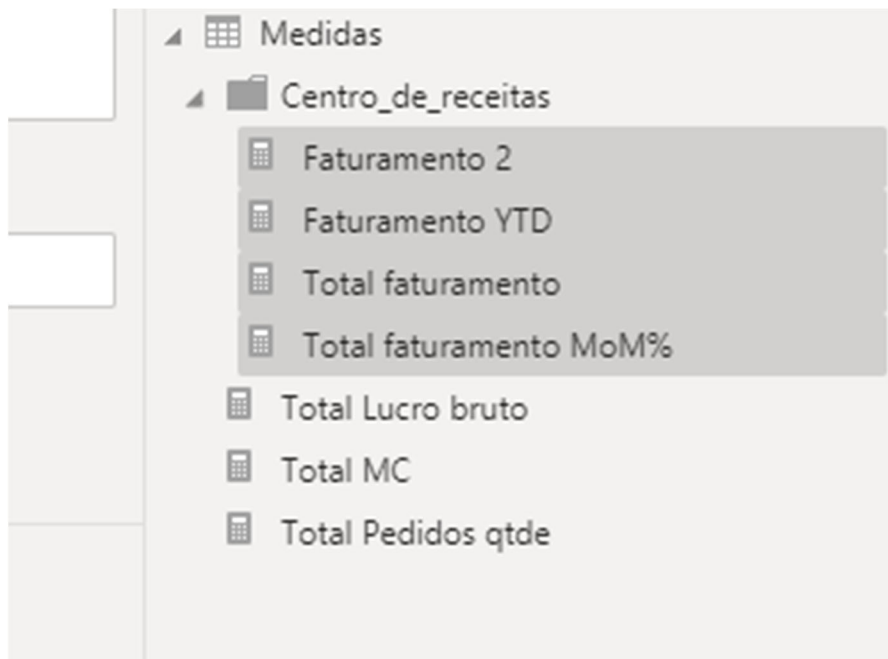 Medidas
Centro_de_receitas
Faturamento 2
Faturamento YTD
Total faturamento
Total faturamento MoM%
Total Lucro bruto
Total MC
Total Pedidos qtde